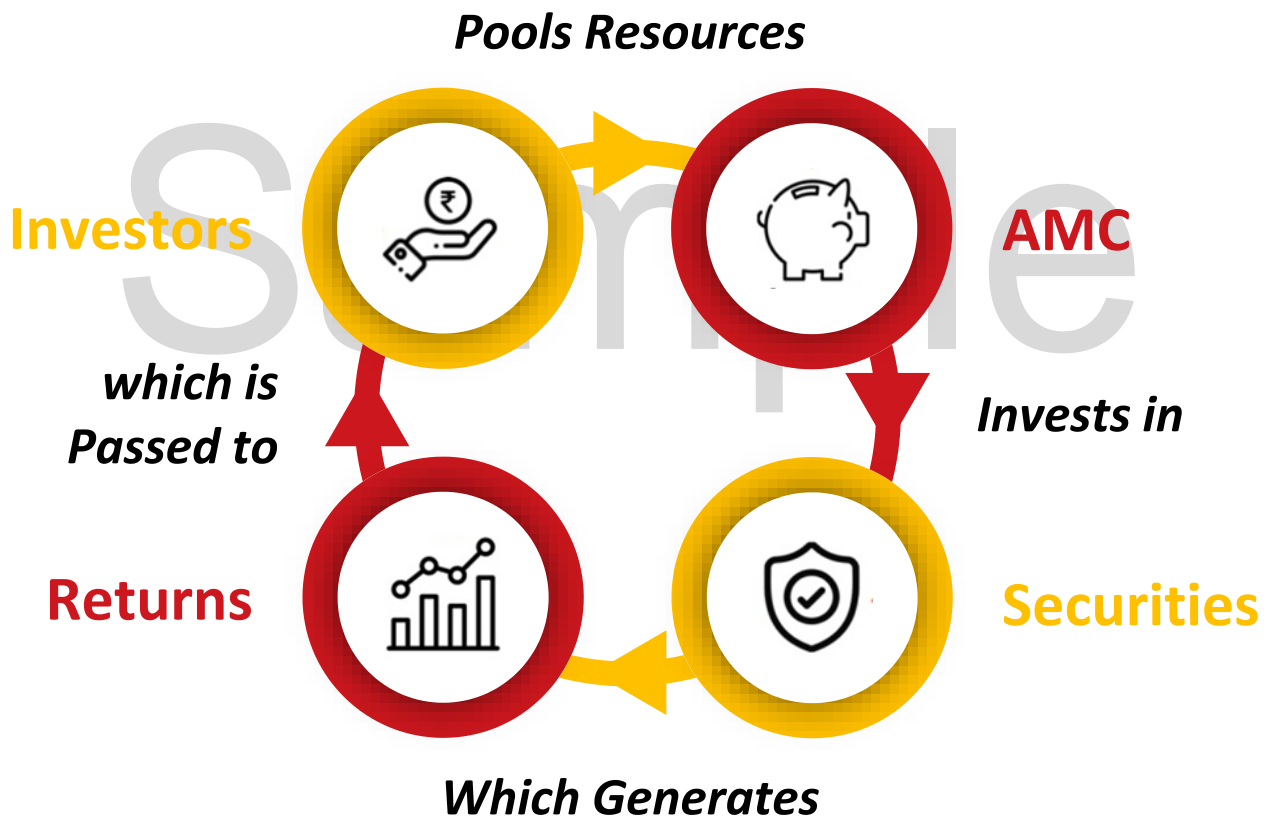 Pools Resources
Sample
Investors
₹
AMC
which is
Passed to
Invests in
Returns
Securities
Which Generates